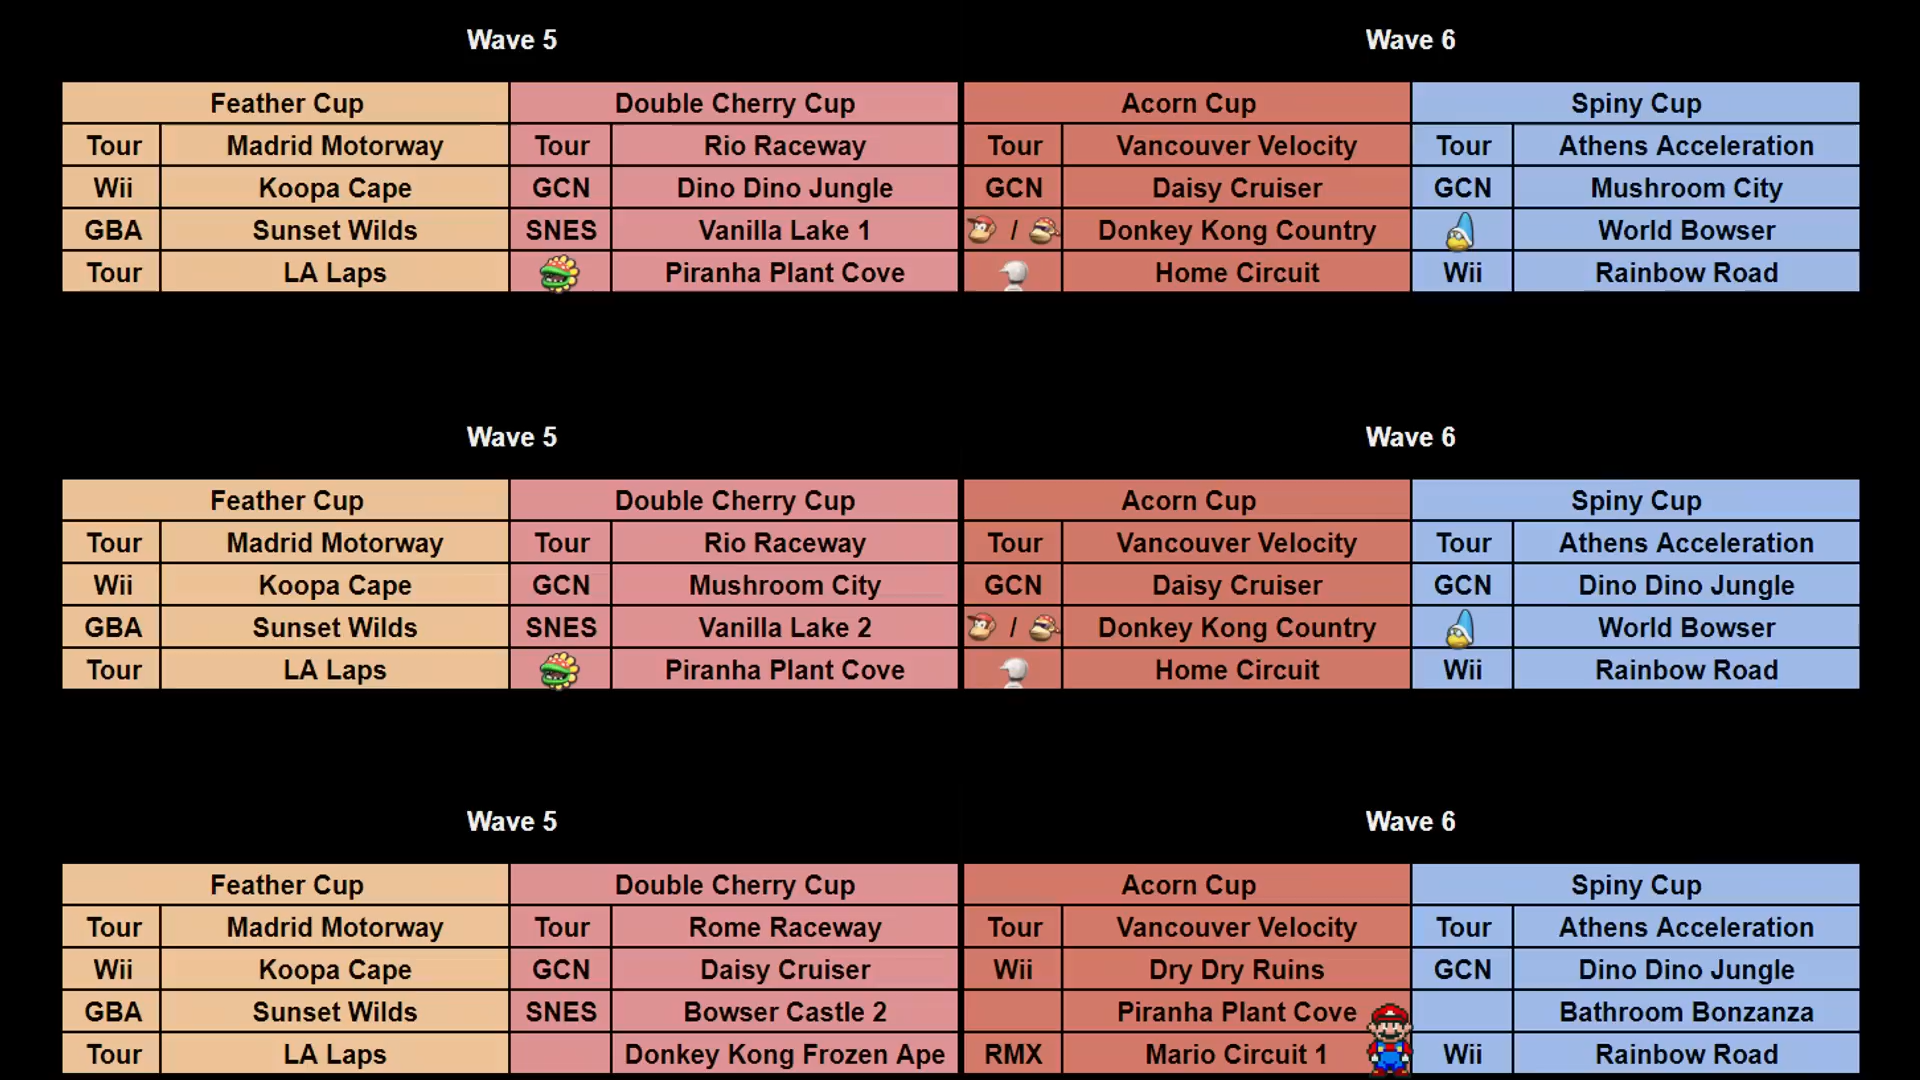 Wave 5 Wave 6
Feather Cup Double Cherry Cup Acorn Cup Spiny Cup
Tour Madrid Motorway Tour Rio Raceway Tour Vancouver Velocity Tour Athens Acceleration
Wii Koopa Cape GCN Dino Dino Jungle GCN Daisy Cruiser GCN Mushroom City
GBA Sunset Wilds SNES Vanilla Lake 1 / Donkey Kong Country World Bowser
Tour LA Laps Piranha Plant Cove Home Circuit Wii Rainbow Road
Wave 5 Wave 6
Feather Cup Double Cherry Cup Acorn Cup Spiny Cup
Tour Madrid Motorway Tour Rio Raceway Tour Vancouver Velocity Tour Athens Acceleration
Wii Koopa Cape GCN Mushroom City GCN Daisy Cruiser GCN Dino Dino Jungle
GBA Sunset Wilds SNES Vanilla Lake 2 / Donkey Kong Country World Bowser
Tour LA Laps Piranha Plant Cove Home Circuit Wii Rainbow Road
Wave 5 Wave 6
Feather Cup Double Cherry Cup Acorn Cup Spiny Cup
Tour Madrid Motorway Tour Rome Raceway Tour Vancouver Velocity Tour Athens Acceleration
Wii Koopa Cape GCN Daisy Cruiser Wii Dry Dry Ruins GCN Dino Dino Jungle
GBA Sunset Wilds SNES Bowser Castle 2 Piranha Plant Cove Bathroom Bonzanza
Tour LA Laps Donkey Kong Frozen Ape RMX Mario Circuit 1 Wii Rainbow Road